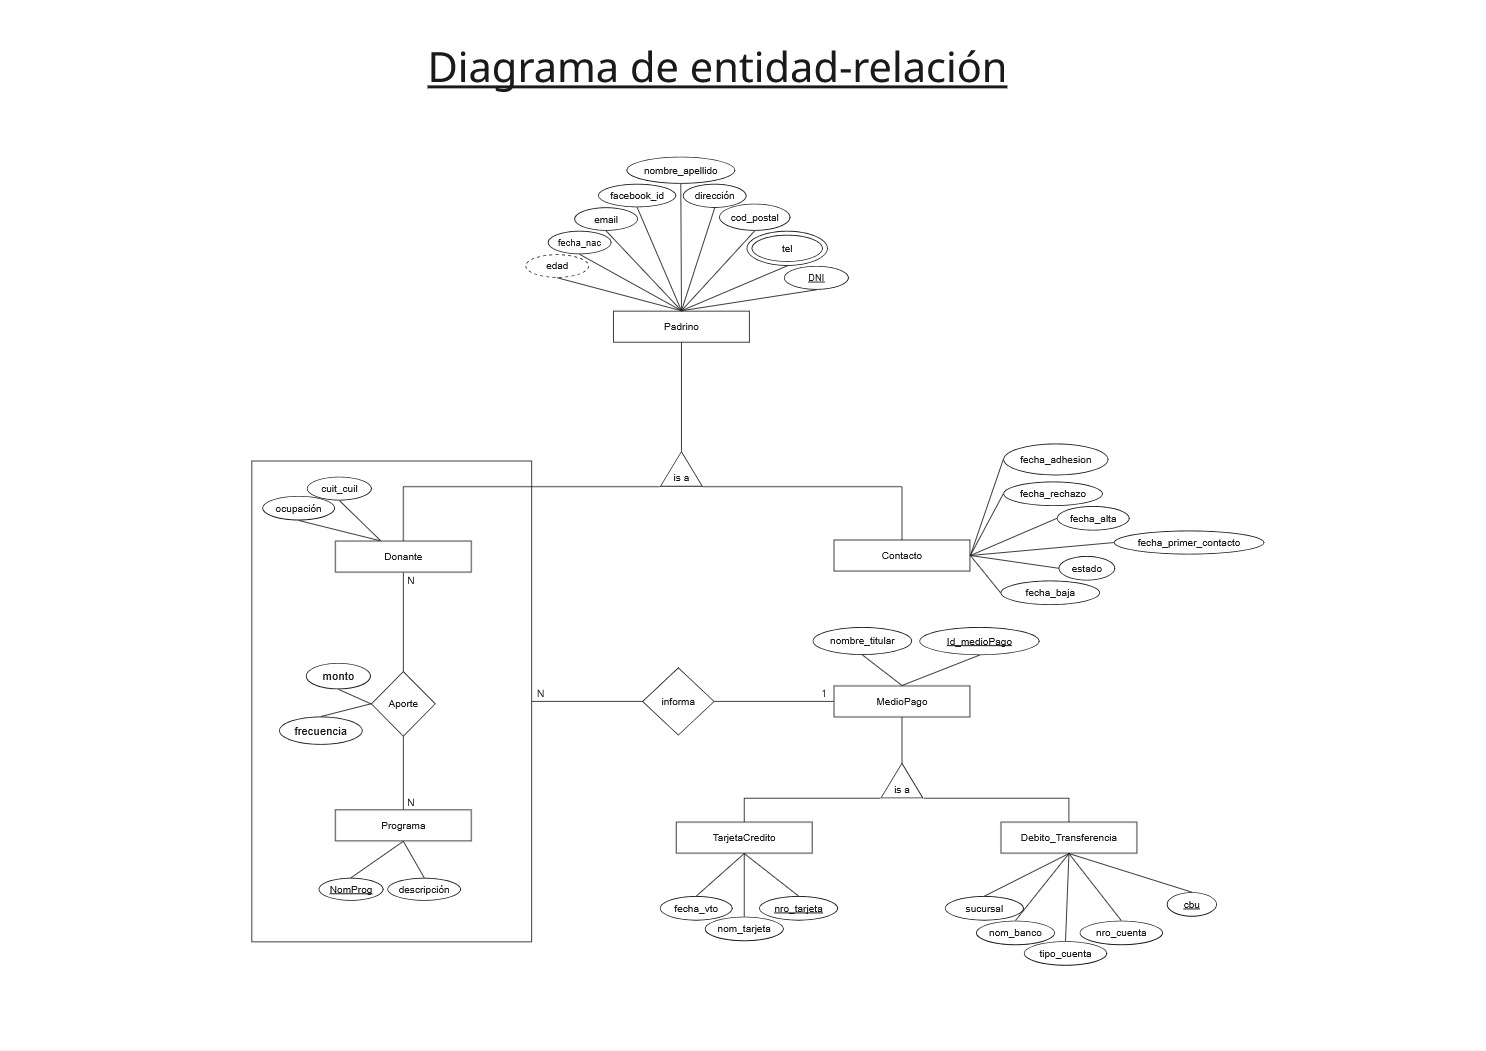 Diagrama de entidad-relación
nombre_apellido
facebook_id
dirección
email
cod_postal
fecha_nac
tel
edad
DNI
Padrino
is a
cuit_cuil
ocupación
Donante
N
fecha_adhesion
fecha_rechazo
fecha_alta
fecha_primer_contacto
Contacto
estado
fecha_baja
nombre_titular
Id_medioPago
monto
Aporte
frecuencia
N
informa
1
MedioPago
N
Programa
NomProg
descripción
is a
TarjetaCredito
Debito_Transferencia
fecha_vto
nro_tarjeta
nom_tarjeta
sucursal
cbu
nom_banco
nro_cuenta
tipo_cuenta